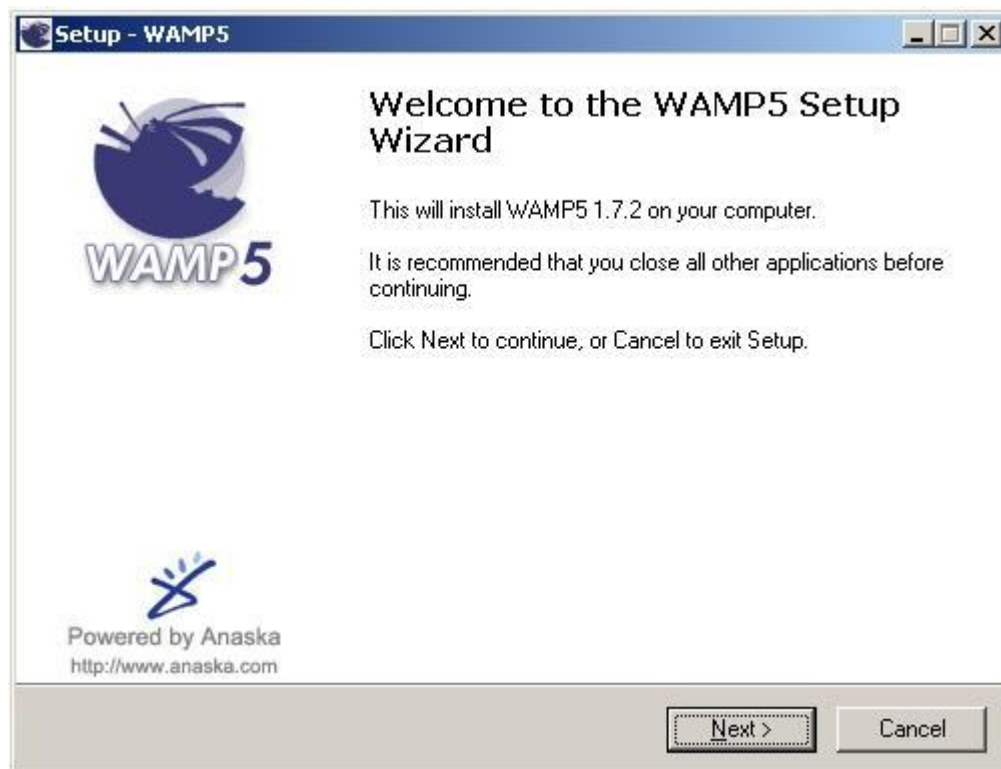 Setup - WAMP5
Welcome to the WAMP5 Setup
Wizard
This will install WAMP5 1.7.2 on your computer.
It is recommended that you close all other applications before
continuing.
Click Next to continue, or Cancel to exit Setup.
WAMP5
Powered by Anaska
http://www.anaska.com
Next >
Cancel